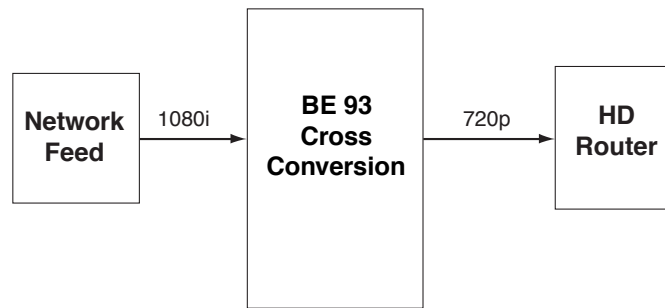 Network
Feed
1080i
BE 93
Cross
Conversion
720p
HD
Router